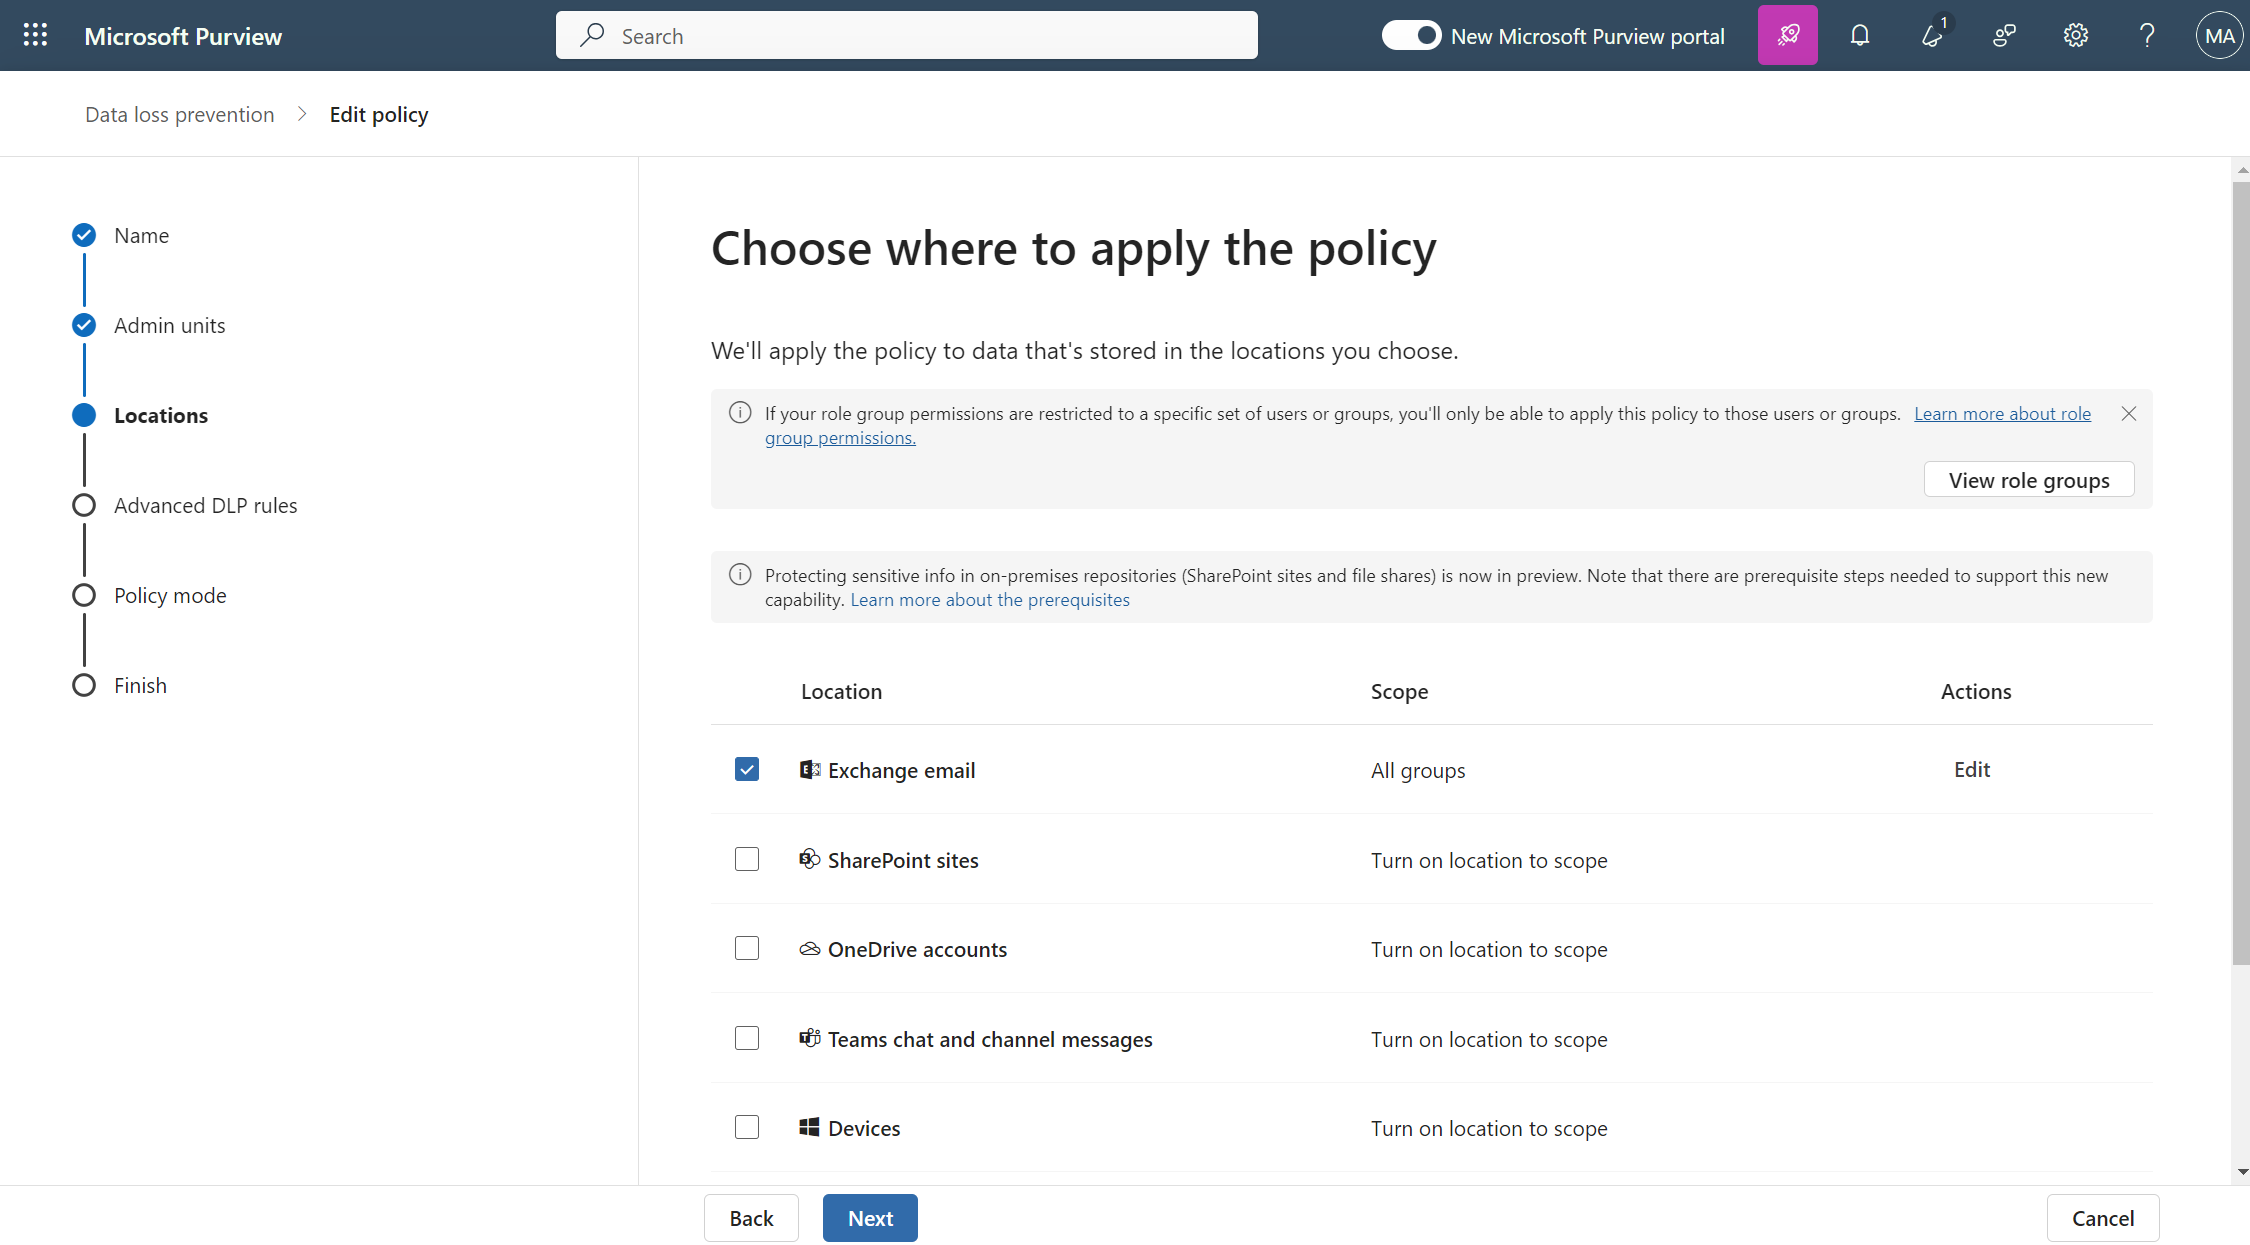 Microsoft Purview
Search
New Microsoft Purview portal
1
MA
Data loss prevention
Edit policy
Name
Admin units
Locations
Advanced DLP rules
Policy mode
Finish
Choose where to apply the policy
We'll apply the policy to data that's stored in the locations you choose.
If your role group permissions are restricted to a specific set of users or groups, you'll only be able to apply this policy to those users or groups. Learn more about role
group permissions.
View role groups
Protecting sensitive info in on-premises repositories (SharePoint sites and file shares) is now in preview. Note that there are prerequisite steps needed to support this new
capability. Learn more about the prerequisites
Location Scope Actions
Exchange email All groups Edit
SharePoint sites Turn on location to scope
OneDrive accounts Turn on location to scope
Teams chat and channel messages Turn on location to scope
Devices Turn on location to scope
Back Next Cancel